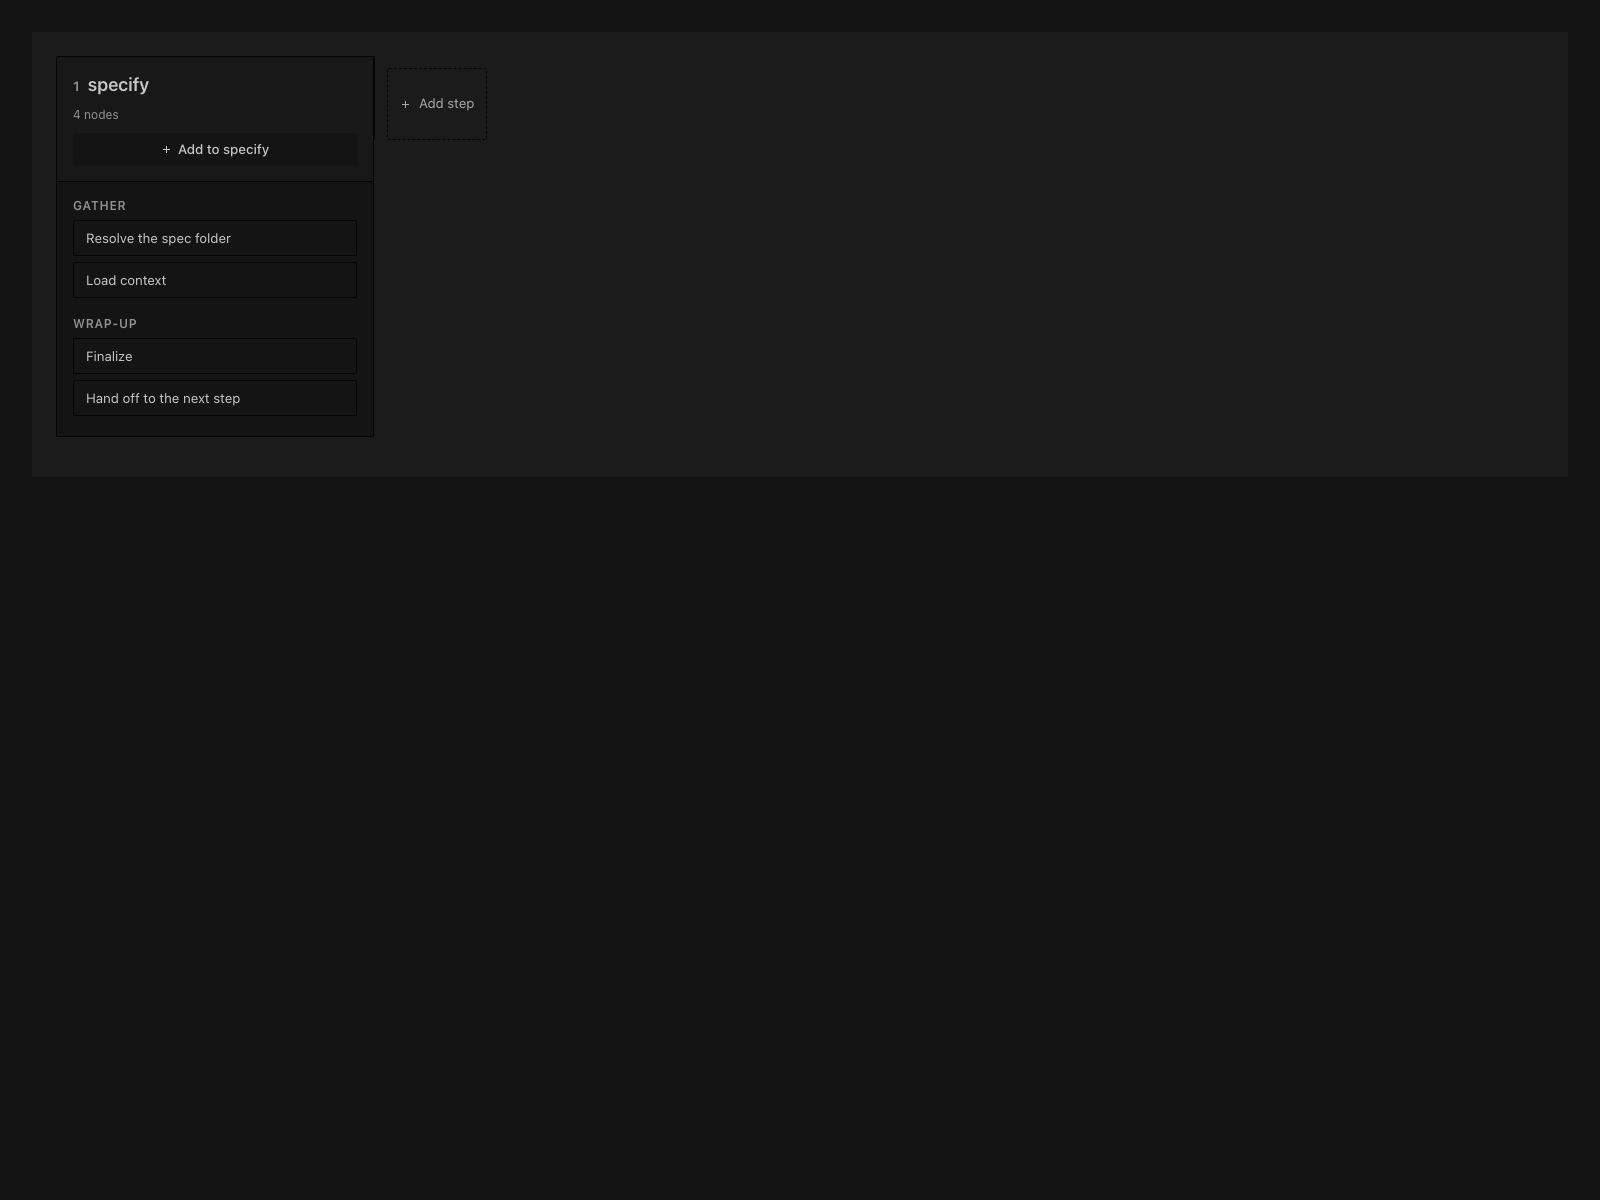 1 specify
4 nodes
+ Add to specify
GATHER
Resolve the spec folder
Load context
WRAP-UP
Finalize
Hand off to the next step
+ Add step